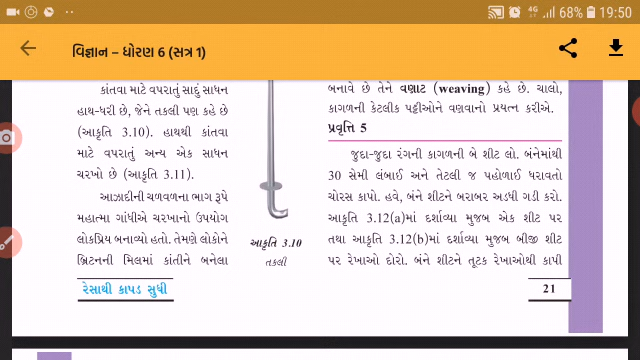 4G 68% 19:50
વિજ્ઞાન - ધોરણ 6 (સત્ર 1)
કાંતવા માટે વપરાતું સાદું સાધન
હાથ-ધરી છે, જેને તકલી પણ કહે છે
(આકૃતિ 3.10). હાથથી કાંતવા
માટે વપરાતું અન્ય એક સાધન
ચરખો છે (આકૃતિ 3.11).
આઝાદીની ચળવળના ભાગ રૂપે
મહાત્મા ગાંધીએ ચરખાનો ઉપયોગ
લોકપ્રિય બનાવ્યો હતો. તેમણે લોકોને
બ્રિટનની મિલમાં કાંતીને બનેલા
આકૃતિ 3.10
તકલી
રેસાથી કાપડ સુધી
બનાવે છે તેને વણાટ (weaving) કહે છે. ચાલો,
કાગળની કેટલીક પટ્ટીઓને વણવાનો પ્રયત્ન કરીએ.
પ્રવૃત્તિ 5
જુદા-જુદા રંગની કાગળની બે શીટ લો. બંનેમાંથી
30 સેમી લંબાઈ અને તેટલી જ પહોળાઈ ધરાવતો
ચોરસ કાપો. હવે, બંને શીટને બરાબર અડધી ગડી કરો.
આકૃતિ 3.12(a)માં દર્શાવ્યા મુજબ એક શીટ પર
તથા આકૃતિ 3.12(b)માં દર્શાવ્યા મુજબ બીજી શીટ
પર રેખાઓ દોરો. બંને શીટને તૂટક રેખાઓથી કાપી
21